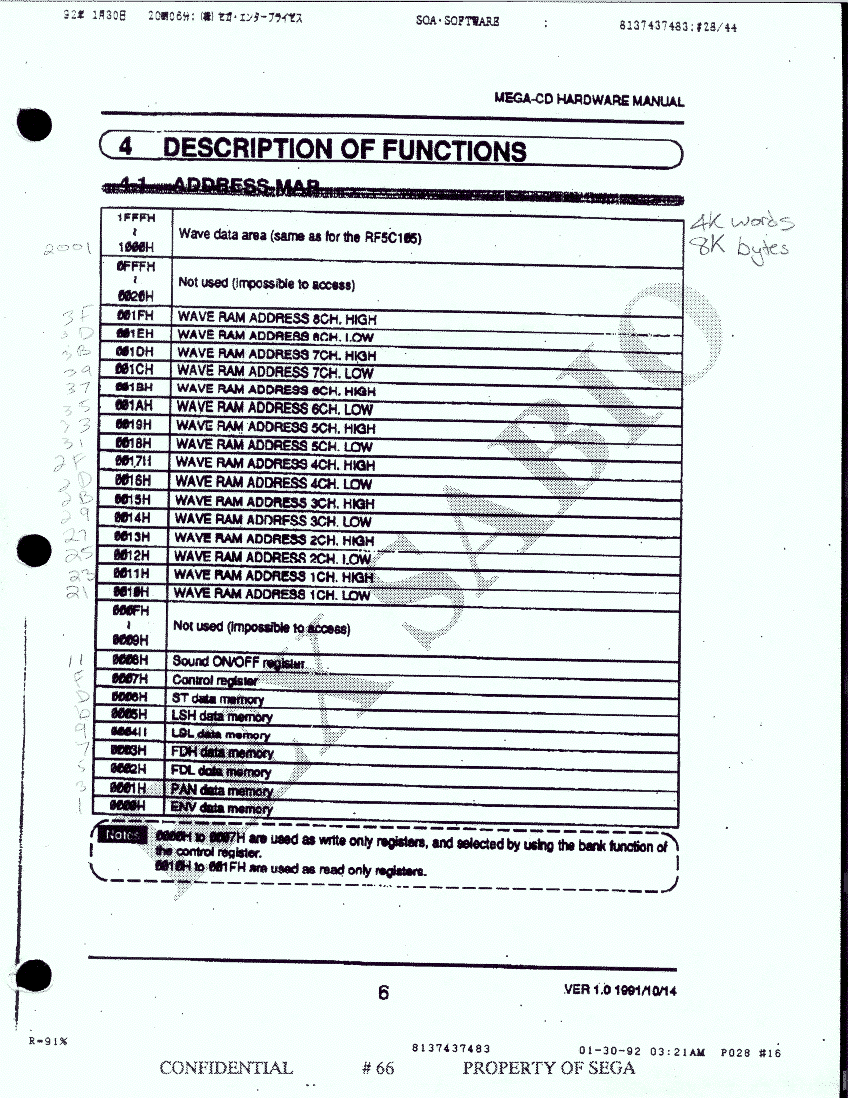 92年 1月30日 20時06分: (株)セガ・エンタープライゼス SOA・SOFTWARE : 8137437483:#28/44
MEGA-CD HARDWARE MANUAL
4 DESCRIPTION OF FUNCTIONS
4.1 ADDRESS MAP
4K words
8K bytes
1FFFH
~
1000H Wave data area (same as for the RF5C105)
2001
0FFFH
~
0020H Not used (impossible to access)
3F 001FH WAVE RAM ADDRESS 8CH. HIGH
001EH WAVE RAM ADDRESS 8CH. LOW
3B 001DH WAVE RAM ADDRESS 7CH. HIGH
001CH WAVE RAM ADDRESS 7CH. LOW
37 001BH WAVE RAM ADDRESS 6CH. HIGH
35 001AH WAVE RAM ADDRESS 6CH. LOW
0019H WAVE RAM ADDRESS 5CH. HIGH
0018H WAVE RAM ADDRESS 5CH. LOW
2F 0017H WAVE RAM ADDRESS 4CH. HIGH
0016H WAVE RAM ADDRESS 4CH. LOW
0015H WAVE RAM ADDRESS 3CH. HIGH
0014H WAVE RAM ADDRESS 3CH. LOW
27 0013H WAVE RAM ADDRESS 2CH. HIGH
25 0012H WAVE RAM ADDRESS 2CH. LOW
23 0011H WAVE RAM ADDRESS 1CH. HIGH
21 0010H WAVE RAM ADDRESS 1CH. LOW
000FH
~
0009H Not used (impossible to access)
11 0008H Sound ON/OFF register
0007H Control register
0006H ST data memory
0005H LSH data memory
0004H LSL data memory
7 0003H FDH data memory
0002H FDL data memory
0001H PAN data memory
1 0000H ENV data memory
Notes 0000H to 0007H are used as write only registers, and selected by using the bank function of
the control register.
0010H to 001FH are used as read only registers.
6
VER 1.0 1991/10/14
R=91%
8137437483 01-30-92 03:21AM P028 #16
CONFIDENTIAL #66 PROPERTY OF SEGA